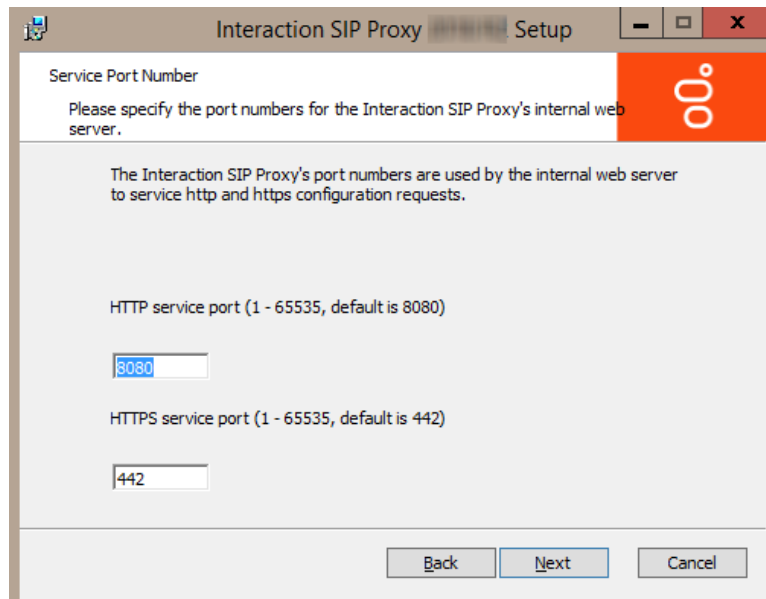 Interaction SIP Proxy Setup
Service Port Number
Please specify the port numbers for the Interaction SIP Proxy's internal web
server.
The Interaction SIP Proxy's port numbers are used by the internal web server
to service http and https configuration requests.
HTTP service port (1 - 65535, default is 8080)
8080
HTTPS service port (1 - 65535, default is 442)
442
Back Next Cancel